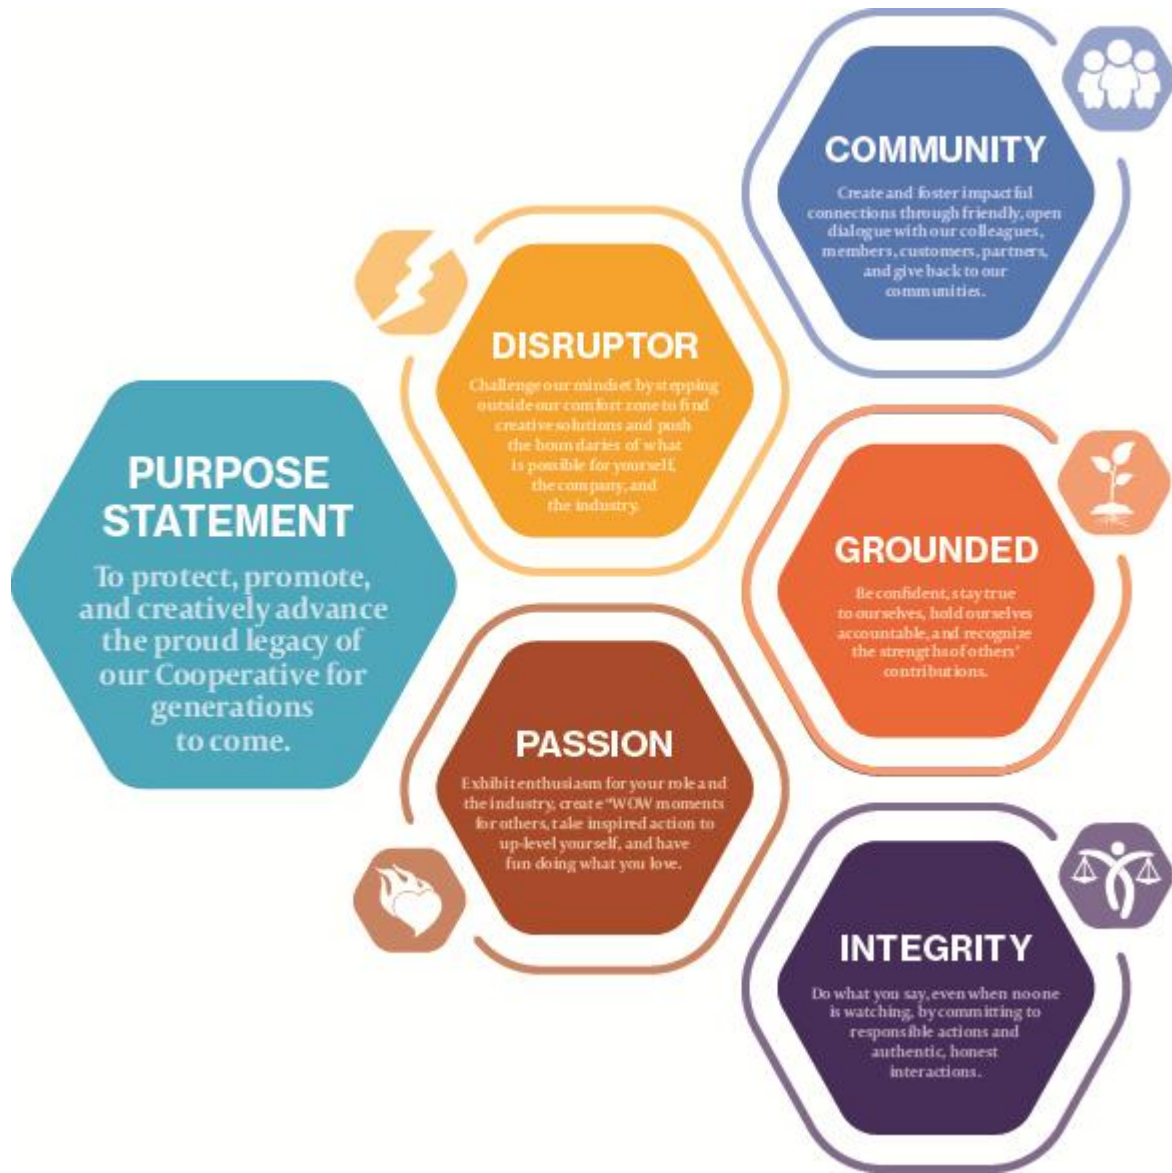 PURPOSE
STATEMENT
To protect, promote,
and creatively advance
the proud legacy of
our Cooperative for
generations
to come.
DISRUPTOR
Challenge our mindset by stepping
outside our comfort zone to find
creative solutions and push
the boundaries of what
is possible for yourself,
the company, and
the industry.
PASSION
Exhibit enthusiasm for your role and
the industry, create "WOW moments
for others, take inspired action to
up-level yourself, and have
fun doing what you love.
COMMUNITY
Create and foster impactful
connections through friendly, open
dialogue with our colleagues,
members, customers, partners,
and give back to our
communities.
GROUNDED
Be confident, stay true
to ourselves, hold ourselves
accountable, and recognize
the strengths of others'
contributions.
INTEGRITY
Do what you say, even when no one
is watching, by committing to
responsible actions and
authentic, honest
interactions.